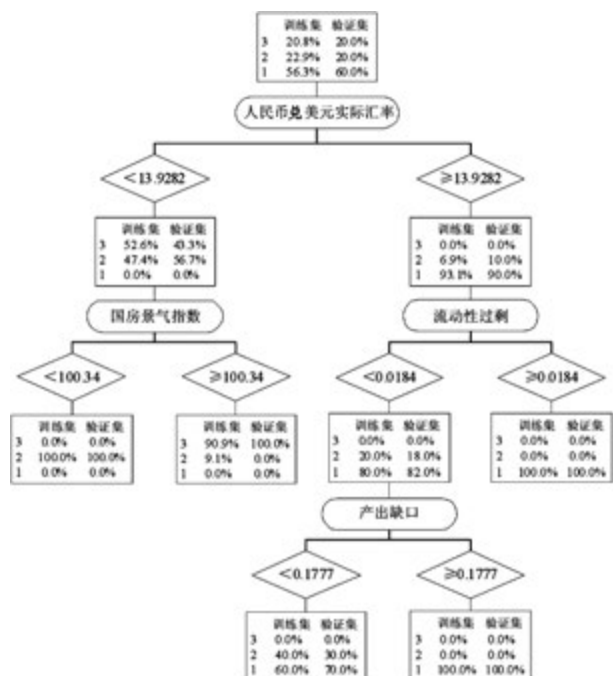 训练集 验证集
3 20.8% 20.0%
2 22.9% 20.0%
1 56.3% 60.0%
人民币兑美元实际汇率
<13.9282
≥13.9282
训练集 验证集
3 52.6% 43.3%
2 47.4% 56.7%
1 0.0% 0.0%
训练集 验证集
3 0.0% 0.0%
2 6.9% 10.0%
1 93.1% 90.0%
国房景气指数
流动性过剩
<100.34
≥100.34
<0.0184
≥0.0184
训练集 验证集
3 0.0% 0.0%
2 100.0% 100.0%
1 0.0% 0.0%
训练集 验证集
3 90.9% 100.0%
2 9.1% 0.0%
1 0.0% 0.0%
训练集 验证集
3 0.0% 0.0%
2 20.0% 18.0%
1 80.0% 82.0%
训练集 验证集
3 0.0% 0.0%
2 0.0% 0.0%
1 100.0% 100.0%
产出缺口
<0.1777
≥0.1777
训练集 验证集
3 0.0% 0.0%
2 40.0% 30.0%
1 60.0% 70.0%
训练集 验证集
3 0.0% 0.0%
2 0.0% 0.0%
1 100.0% 100.0%